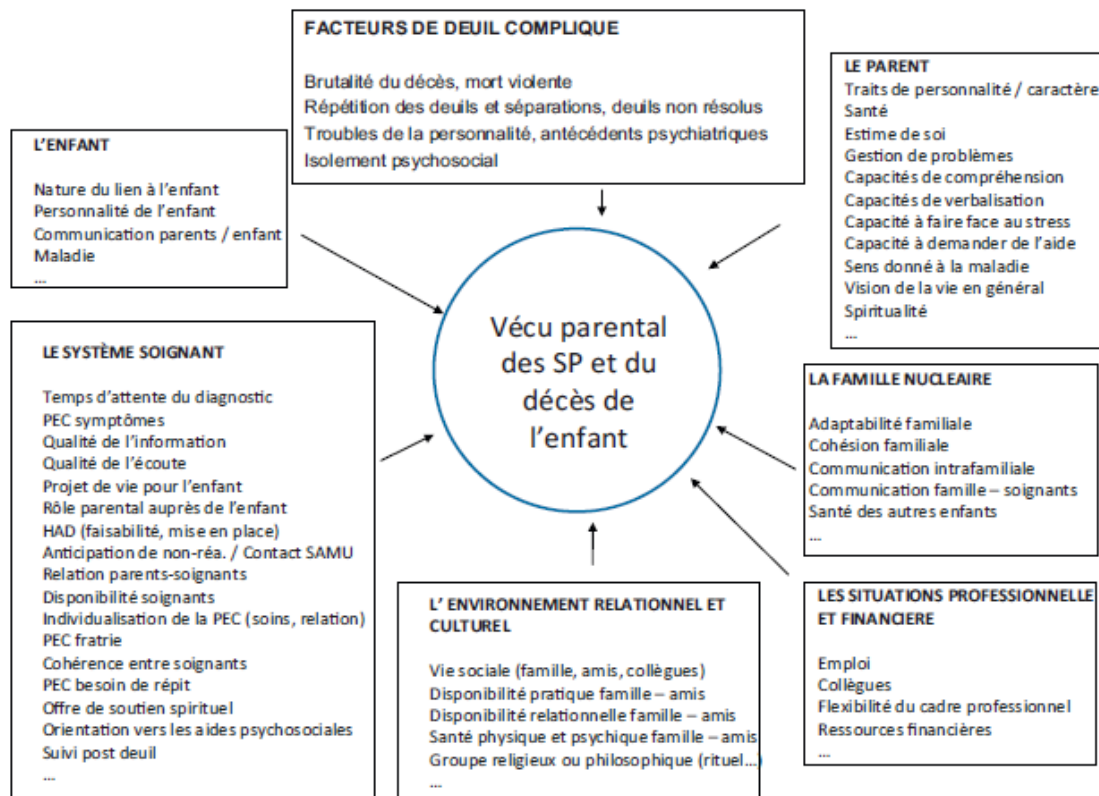 FACTEURS DE DEUIL COMPLIQUE
Brutalité du décès, mort violente
Répétition des deuils et séparations, deuils non résolus
Troubles de la personnalité, antécédents psychiatriques
Isolement psychosocial
LE PARENT
Traits de personnalité / caractère
Santé
Estime de soi
Gestion de problèmes
Capacités de compréhension
Capacités de verbalisation
Capacité à faire face au stress
Capacité à demander de l'aide
Sens donné à la maladie
Vision de la vie en général
Spiritualité
...
L'ENFANT
Nature du lien à l'enfant
Personnalité de l'enfant
Communication parents / enfant
Maladie
...
Vécu parental
des SP et du
décès de
l'enfant
LE SYSTÈME SOIGNANT
Temps d'attente du diagnostic
PEC symptômes
Qualité de l'information
Qualité de l'écoute
Projet de vie pour l'enfant
Rôle parental auprès de l'enfant
HAD (faisabilité, mise en place)
Anticipation de non-réa. / Contact SAMU
Relation parents-soignants
Disponibilité soignants
Individualisation de la PEC (soins, relation)
PEC fratrie
Cohérence entre soignants
PEC besoin de répit
Offre de soutien spirituel
Orientation vers les aides psychosociales
Suivi post deuil
...
LA FAMILLE NUCLEAIRE
Adaptabilité familiale
Cohésion familiale
Communication intrafamiliale
Communication famille – soignants
Santé des autres enfants
...
L' ENVIRONNEMENT RELATIONNEL ET
CULTUREL
Vie sociale (famille, amis, collègues)
Disponibilité pratique famille – amis
Disponibilité relationnelle famille – amis
Santé physique et psychique famille – amis
Groupe religieux ou philosophique (rituel...)
...
LES SITUATIONS PROFESSIONNELLE
ET FINANCIERE
Emploi
Collègues
Flexibilité du cadre professionnel
Ressources financières
...